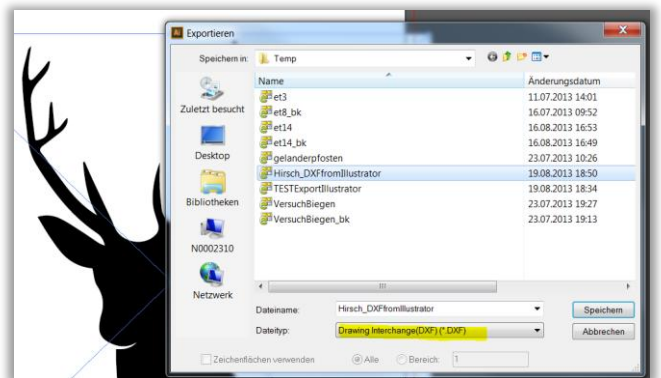 Ai Exportieren
Speichern in: Temp
Name Änderungsdatum
et3 11.07.2013 14:01
et8_bk 16.07.2013 09:52
et14 16.08.2013 16:53
et14_bk 16.08.2013 16:49
gelanderpfosten 23.07.2013 10:26
Hirsch_DXFfromIllustrator 19.08.2013 18:50
TESTExportIllustrator 19.08.2013 18:34
VersuchBiegen 23.07.2013 19:27
VersuchBiegen_bk 23.07.2013 19:13
Zuletzt besucht
Desktop
Bibliotheken
N0002310
Netzwerk
Dateiname: Hirsch_DXFfromIllustrator Speichern
Dateityp: Drawing Interchange(DXF) (*.DXF) Abbrechen
Zeichenflächen verwenden Alle Bereich: 1